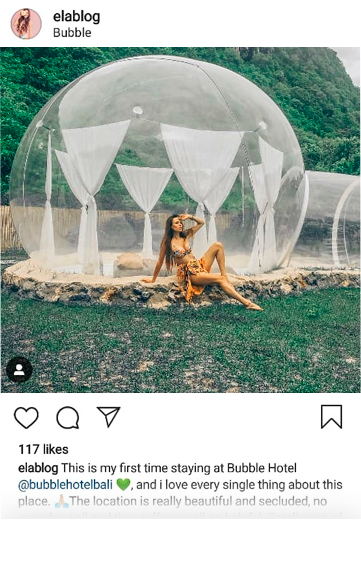 elablog
Bubble
117 likes
elablog This is my first time staying at Bubble Hotel
@bubblehotelbali 💚, and i love every single thing about this
place. 🙏🏻The location is really beautiful and secluded, no